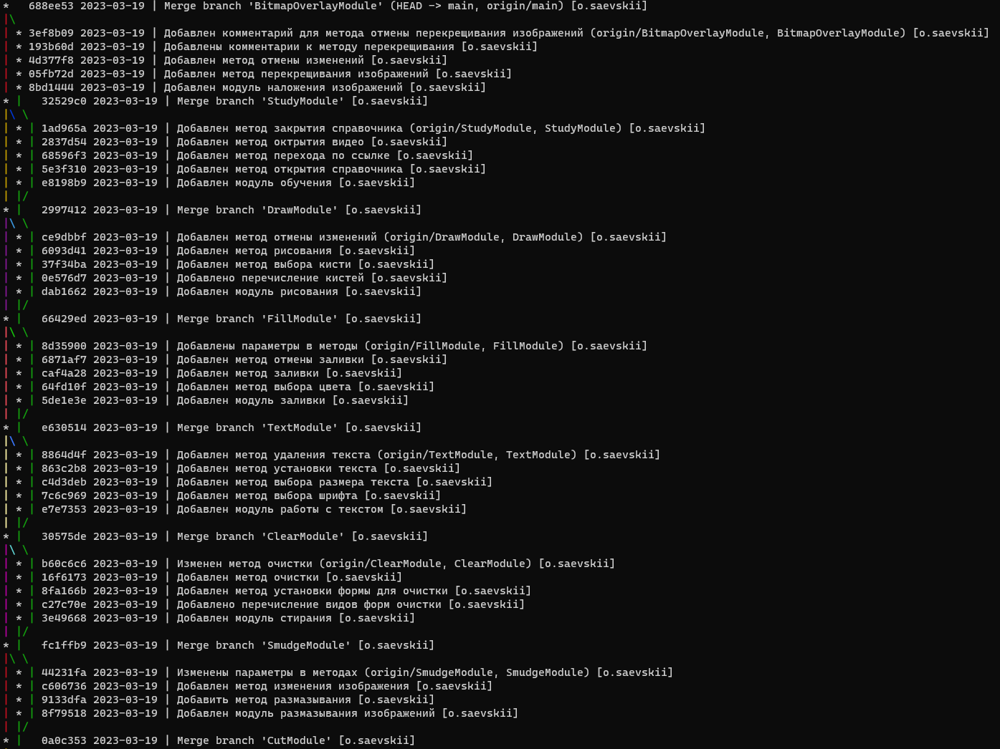 * 688ee53 2023-03-19 | Merge branch 'BitmapOverlayModule' (HEAD -> main, origin/main) [o.saevskii]
|\
| * 3ef8b09 2023-03-19 | Добавлен комментарий для метода отмены перекрещивания изображений (origin/BitmapOverlayModule, BitmapOverlayModule) [o.saevskii]
| * 193b60d 2023-03-19 | Добавлены комментарии к методу перекрещивания [o.saevskii]
| * 4d377f8 2023-03-19 | Добавлен метод отмены изменений [o.saevskii]
| * 05fb72d 2023-03-19 | Добавлен метод перекрещивания изображений [o.saevskii]
| * 8bd1444 2023-03-19 | Добавлен модуль наложения изображений [o.saevskii]
* | 32529c0 2023-03-19 | Merge branch 'StudyModule' [o.saevskii]
|\ \
| * | 1ad965a 2023-03-19 | Добавлен метод закрытия справочника (origin/StudyModule, StudyModule) [o.saevskii]
| * | 2837d54 2023-03-19 | Добавлен метод октрытия видео [o.saevskii]
| * | 68596f3 2023-03-19 | Добавлен метод перехода по ссылке [o.saevskii]
| * | 5e3f310 2023-03-19 | Добавлен метод открытия справочника [o.saevskii]
| * | e8198b9 2023-03-19 | Добавлен модуль обучения [o.saevskii]
| |/
* | 2997412 2023-03-19 | Merge branch 'DrawModule' [o.saevskii]
|\ \
| * | ce9dbbf 2023-03-19 | Добавлен метод отмены изменений (origin/DrawModule, DrawModule) [o.saevskii]
| * | 6093d41 2023-03-19 | Добавлен метод рисования [o.saevskii]
| * | 37f34ba 2023-03-19 | Добавлен метод выбора кисти [o.saevskii]
| * | 0e576d7 2023-03-19 | Добавлено перечисление кистей [o.saevskii]
| * | dab1662 2023-03-19 | Добавлен модуль рисования [o.saevskii]
| |/
* | 66429ed 2023-03-19 | Merge branch 'FillModule' [o.saevskii]
|\ \
| * | 8d35900 2023-03-19 | Добавлены параметры в методы (origin/FillModule, FillModule) [o.saevskii]
| * | 6871af7 2023-03-19 | Добавлен метод отмены заливки [o.saevskii]
| * | caf4a28 2023-03-19 | Добавлен метод заливки [o.saevskii]
| * | 64fd10f 2023-03-19 | Добавлен метод выбора цвета [o.saevskii]
| * | 5de1e3e 2023-03-19 | Добавлен модуль заливки [o.saevskii]
| |/
* | e630514 2023-03-19 | Merge branch 'TextModule' [o.saevskii]
|\ \
| * | 8864d4f 2023-03-19 | Добавлен метод удаления текста (origin/TextModule, TextModule) [o.saevskii]
| * | 863c2b8 2023-03-19 | Добавлен метод установки текста [o.saevskii]
| * | c4d3deb 2023-03-19 | Добавлен метод выбора размера текста [o.saevskii]
| * | 7c6c969 2023-03-19 | Добавлен метод выбора шрифта [o.saevskii]
| * | e7e7353 2023-03-19 | Добавлен модуль работы с текстом [o.saevskii]
| |/
* | 30575de 2023-03-19 | Merge branch 'ClearModule' [o.saevskii]
|\ \
| * | b60c6c6 2023-03-19 | Изменен метод очистки (origin/ClearModule, ClearModule) [o.saevskii]
| * | 16f6173 2023-03-19 | Добавлен метод очистки [o.saevskii]
| * | 8fa166b 2023-03-19 | Добавлен метод установки формы для очистки [o.saevskii]
| * | c27c70e 2023-03-19 | Добавлено перечисление видов форм очистки [o.saevskii]
| * | 3e49668 2023-03-19 | Добавлен модуль стирания [o.saevskii]
| |/
* | fc1ffb9 2023-03-19 | Merge branch 'SmudgeModule' [o.saevskii]
|\ \
| * | 44231fa 2023-03-19 | Изменены параметры в методах (origin/SmudgeModule, SmudgeModule) [o.saevskii]
| * | c606736 2023-03-19 | Добавлен метод изменения изображения [o.saevskii]
| * | 9133dfa 2023-03-19 | Добавить метод размазывания [o.saevskii]
| * | 8f79518 2023-03-19 | Добавлен модуль размазывания изображений [o.saevskii]
| |/
* | 0a0c353 2023-03-19 | Merge branch 'CutModule' [o.saevskii]